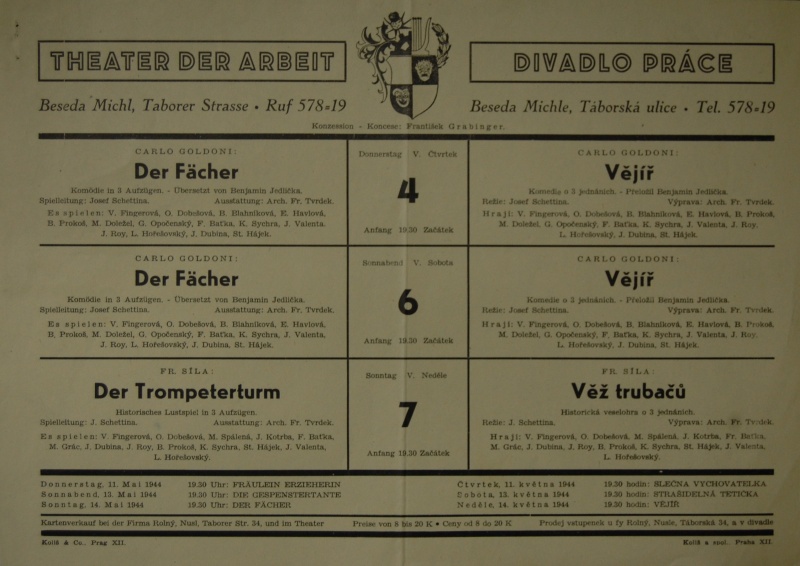 THEATER DER ARBEIT
Beseda Michl, Taborer Strasse • Ruf 578=19
DIVADLO PRÁCE
Beseda Michle, Táborská ulice • Tel. 578=19
Konzession - Koncese: František Grabinger.
CARLO GOLDONI:
Der Fächer
Komödie in 3 Aufzügen. - Übersetzt von Benjamin Jedlička.
Spielleitung: Josef Schettina. Ausstattung: Arch. Fr. Tvrdek.
Es spielen: V. Fingerová, O. Dobešová, B. Blahníková, E. Havlová,
B. Prokoš, M. Doležel, G. Opočenský, F. Baťka, K. Sychra, J. Valenta.
J. Roy, L. Hořešovský, J. Dubina, St. Hájek.
Donnerstag V. Čtvrtek
4
Anfang 19.30 Začátek
CARLO GOLDONI:
Vějíř
Komedie o 3 jednáních. - Přeložil Benjamin Jedlička.
Režie: Josef Schettina. Výprava: Arch. Fr. Tvrdek.
Hrají: V. Fingerová, O. Dobešová, B. Blahníková, E. Havlová, B. Prokoš,
M. Doležel, G. Opočenský, F. Baťka, K. Sychra, J. Valenta, J. Roy,
L. Hořešovský, J. Dubina, St. Hájek.
CARLO GOLDONI:
Der Fächer
Komödie in 3 Aufzügen. - Übersetzt von Benjamin Jedlička.
Spielleitung: Josef Schettina. Ausstattung: Arch. Fr. Tvrdek.
Es spielen: V. Fingerová, O. Dobešová, B. Blahníková, E. Havlová,
B. Prokoš, M. Doležel, G. Opočenský, F. Baťka, K. Sychra, J. Valenta,
J. Roy, L. Hořešovský, J. Dubina, St. Hájek.
Sonnabend V. Sobota
6
Anfang 19.30 Začátek
CARLO GOLDONI:
Vějíř
Komedie o 3 jednáních. - Přeložil Benjamin Jedlička.
Režie: Josef Schettina. Výprava: Arch. Fr. Tvrdek.
Hrají: V. Fingerová, O. Dobešová, B. Blahníková, E. Havlová, B. Prokoš,
M. Doležel, G. Opočenský, F. Baťka, K. Sychra, J. Valenta, J. Roy,
L. Hořešovský, J. Dubina, St. Hájek.
FR. SÍLA:
Der Trompeterturm
Historisches Lustspiel in 3 Aufzügen.
Spielleitung: J. Schettina. Ausstattung: Arch. Fr. Tvrdek.
Es spielen: V. Fingerová, O. Dobešová, M. Spálená, J. Kotrba, F. Baťka,
M. Grác, J. Dubina, J. Roy, B. Prokoš, K. Sychra, St. Hájek, J. Valenta,
L. Hořešovský.
Sonntag V. Neděle
7
Anfang 19.30 Začátek
FR. SÍLA:
Věž trubačů
Historická veselohra o 3 jednáních.
Režie: J. Schettina. Výprava: Arch. Fr. Tvrdek.
Hrají: V. Fingerová, O. Dobešová, M. Spálená, J. Kotrba, Fr. Baťka,
M. Grác, J. Dubina, J. Roy, B. Prokoš, K. Sychra, St. Hájek, J. Valenta,
L. Hořešovský.
Donnerstag, 11. Mai 1944 19.30 Uhr: FRÄULEIN ERZIEHERIN
Sonnabend, 13. Mai 1944 19.30 Uhr: DIE GESPENSTERTANTE
Sonntag, 14. Mai 1944 19.30 Uhr: DER FÄCHER
Čtvrtek, 11. května 1944 19.30 hodin: SLEČNA VYCHOVATELKA
Sobota, 13. května 1944 19.30 hodin: STRAŠIDELNÁ TETIČKA
Neděle, 14. května 1944 19.30 hodin: VĚJÍŘ
Kartenverkauf bei der Firma Rolný, Nusl, Taborer Str. 34, und im Theater Preise von 8 bis 20 K • Ceny od 8 do 20 K Prodej vstupenek u fy Rolný, Nusle, Táborská 34, a v divadle
Koliš & Co., Prag XII. Koliš a spol., Praha XII.